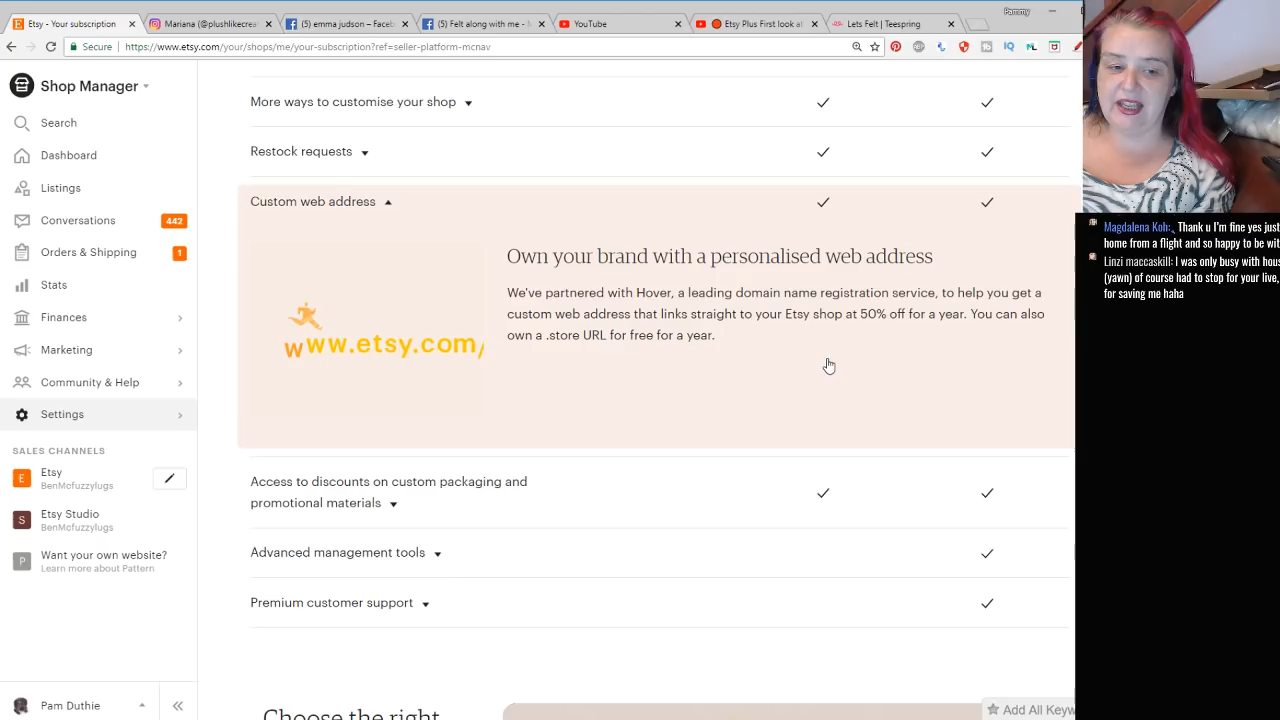 Etsy - Your subscription
Mariana (@plushlikecrea
(5) emma judson – Faceb
(5) Felt along with me -
YouTube
Etsy Plus First look at
Lets Felt | Teespring
Pammy
Secure
https://www.etsy.com/your/shops/me/your-subscription?ref=seller-platform-mcnav
Shop Manager
Search
Dashboard
Listings
Conversations 442
Orders & Shipping 1
Stats
Finances
Marketing
Community & Help
Settings
SALES CHANNELS
E
Etsy
BenMcfuzzylugs
S
Etsy Studio
BenMcfuzzylugs
P
Want your own website?
Learn more about Pattern
Pam Duthie
More ways to customise your shop
Restock requests
Custom web address
www.etsy.com/
Own your brand with a personalised web address
We've partnered with Hover, a leading domain name registration service, to help you get a
custom web address that links straight to your Etsy shop at 50% off for a year. You can also
own a .store URL for free for a year.
Access to discounts on custom packaging and
promotional materials
Advanced management tools
Premium customer support
Choose the right
Add All Keyw
Magdalena Koh: Thank u I'm fine yes just
home from a flight and so happy to be wit
Linzi maccaskill: I was only busy with hous
(yawn) of course had to stop for your live,
for saving me haha